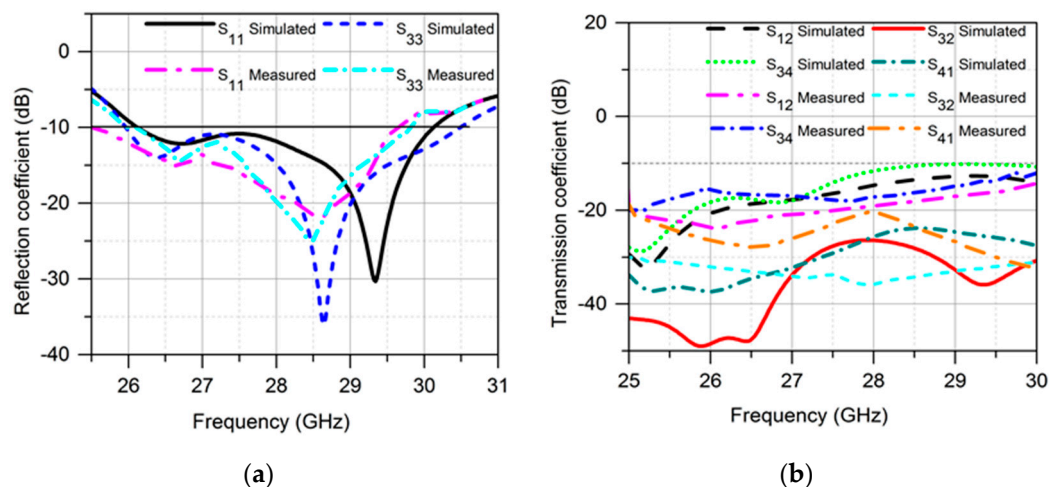 S11 Simulated S33 Simulated
S11 Measured S33 Measured
0
-10
-20
-30
-40
26 27 28 29 30 31
Reflection coefficient (dB)
Frequency (GHz)
(a)
S12 Simulated S32 Simulated
S34 Simulated S41 Simulated
S12 Measured S32 Measured
S34 Measured S41 Measured
20
0
-20
-40
25 26 27 28 29 30
Transmission coefficient (dB)
Frequency (GHz)
(b)